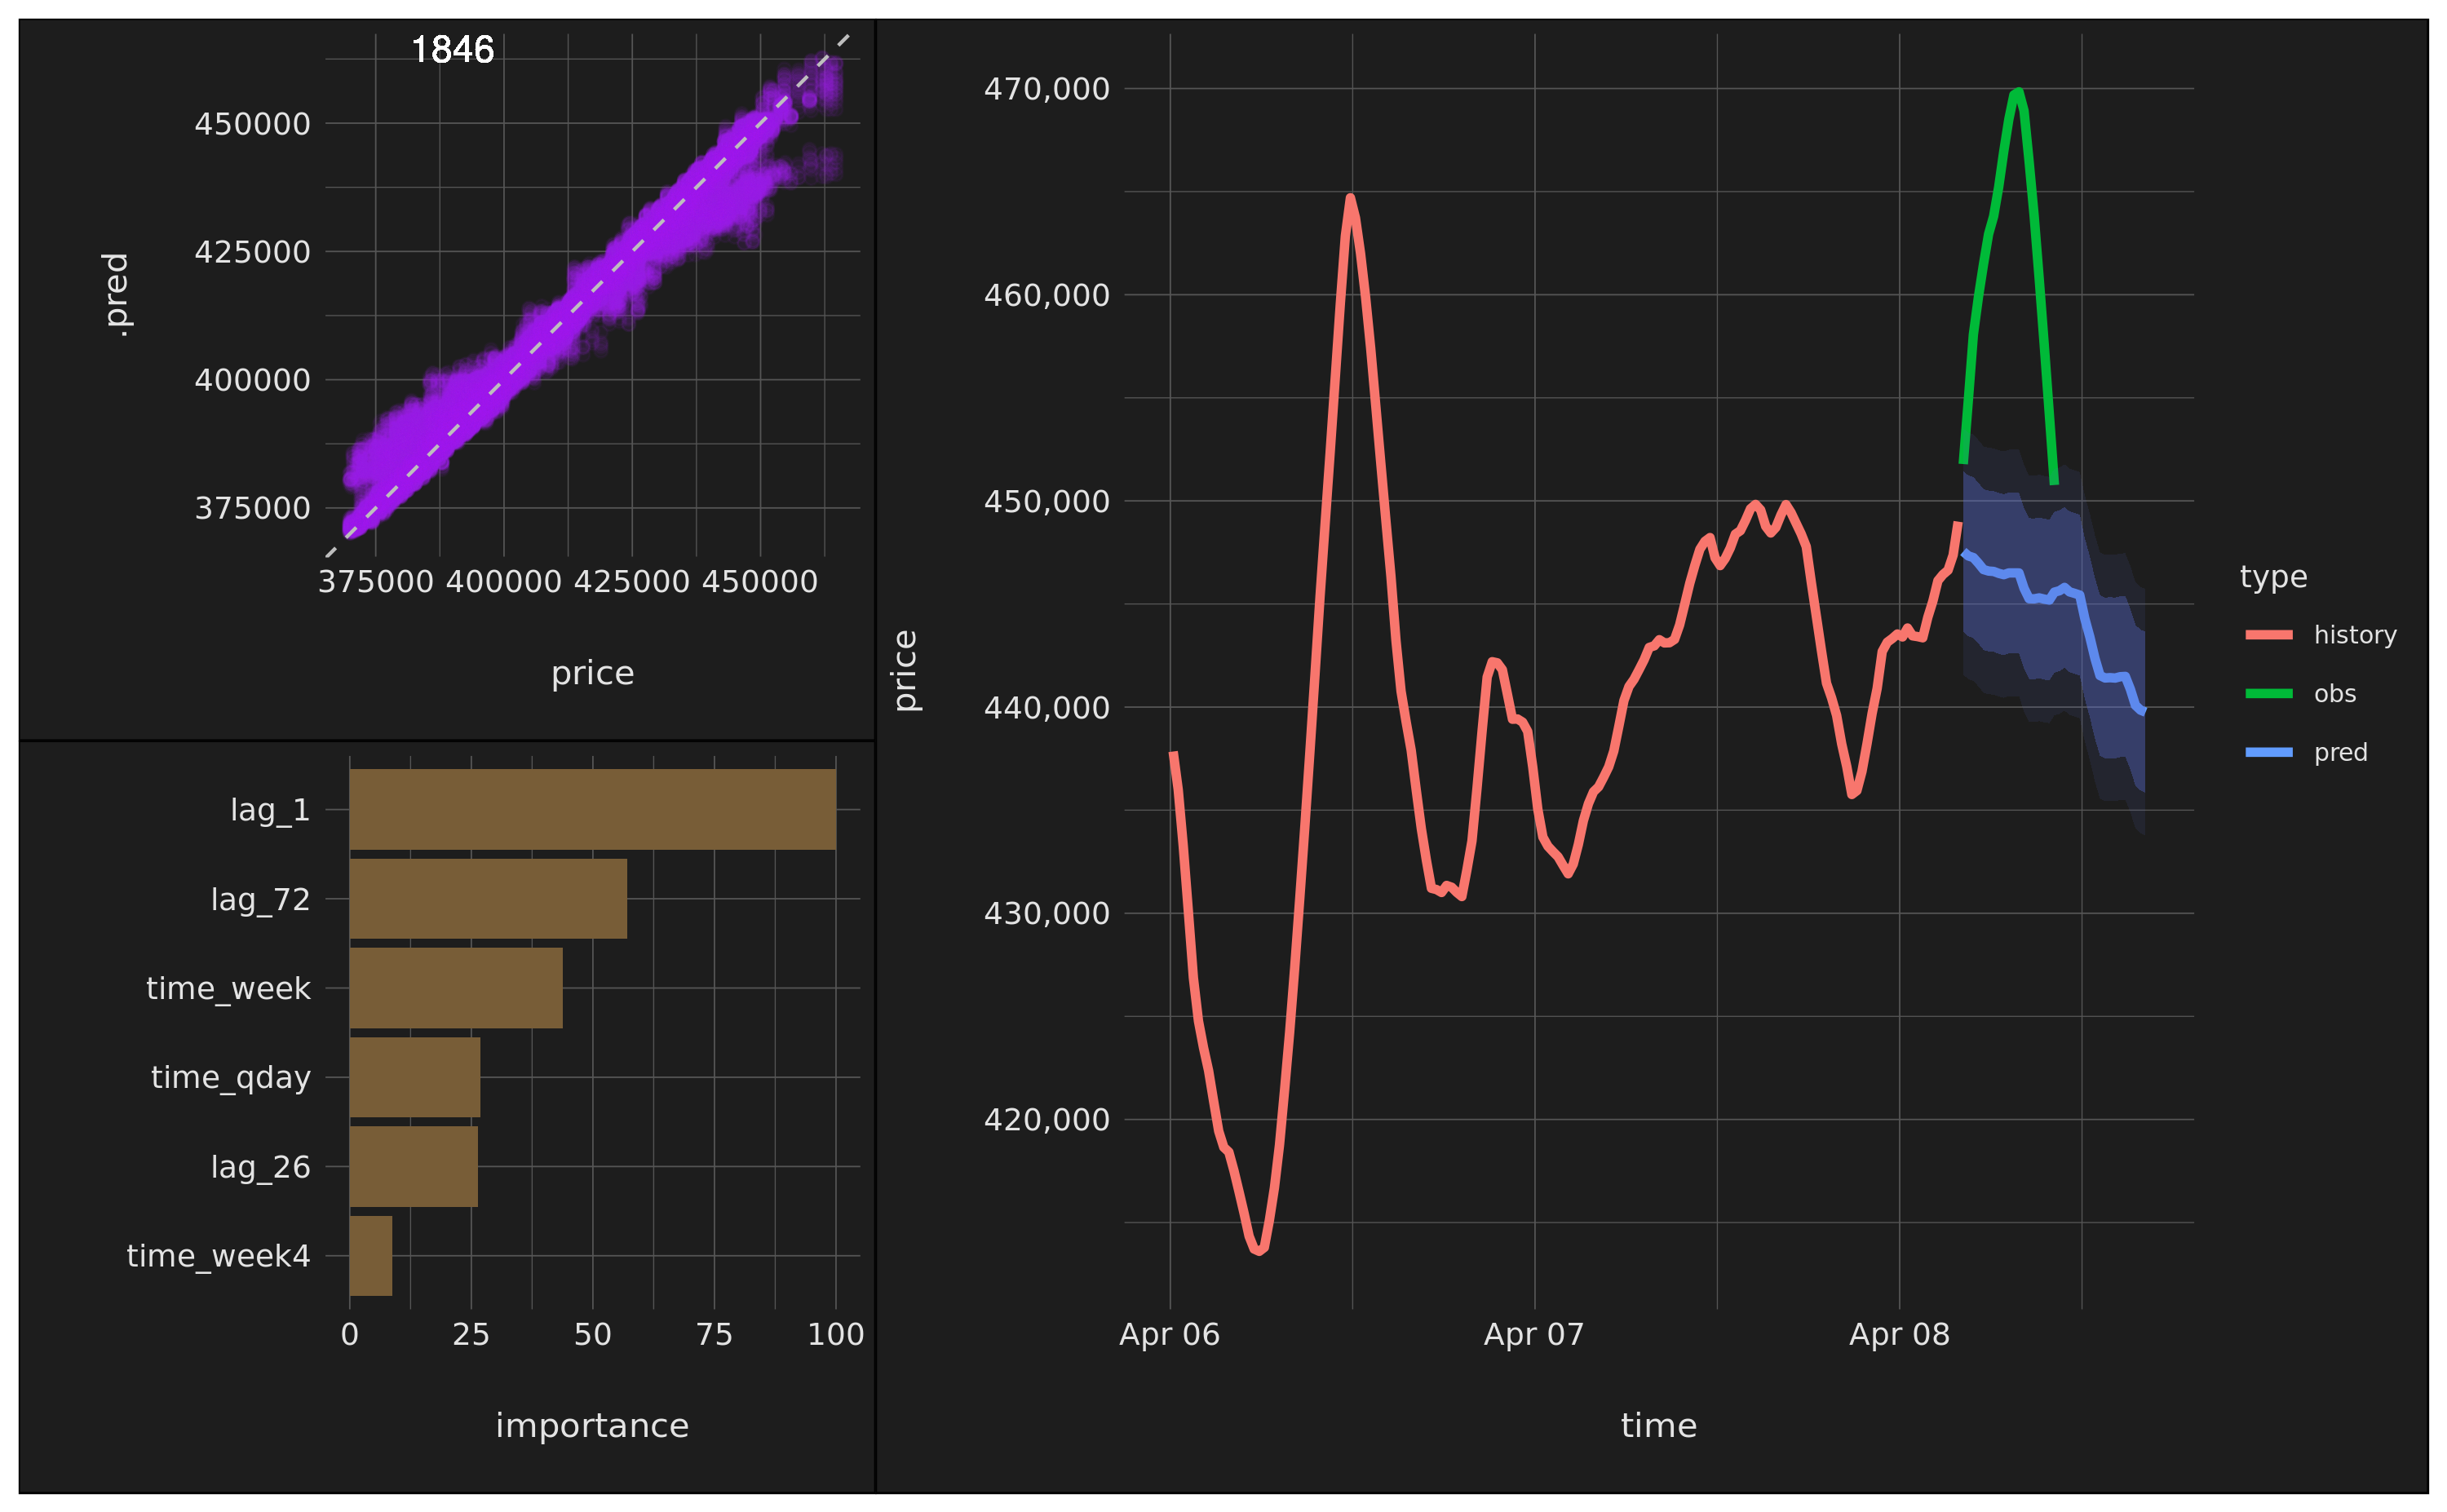 1846
450000
425000
400000
375000
.pred
375000 400000 425000 450000
price
lag_1
lag_72
time_week
time_qday
lag_26
time_week4
0 25 50 75 100
importance
470,000
460,000
450,000
440,000
430,000
420,000
price
Apr 06 Apr 07 Apr 08
time
type
history
obs
pred